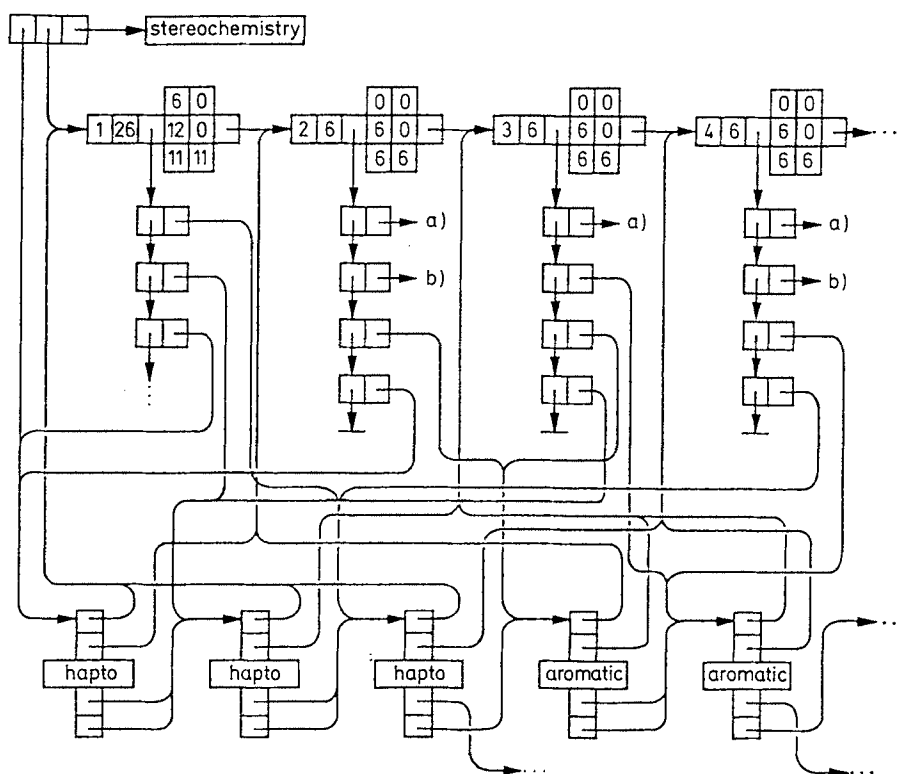 stereochemistry
6 0 0 0 0 0 0 0
1 26 12 0 2 6 6 0 3 6 6 0 4 6 6 0 ...
11 11 6 6 6 6 6 6
a) a) a)
b) b)
...
...
hapto hapto hapto aromatic aromatic
... ...